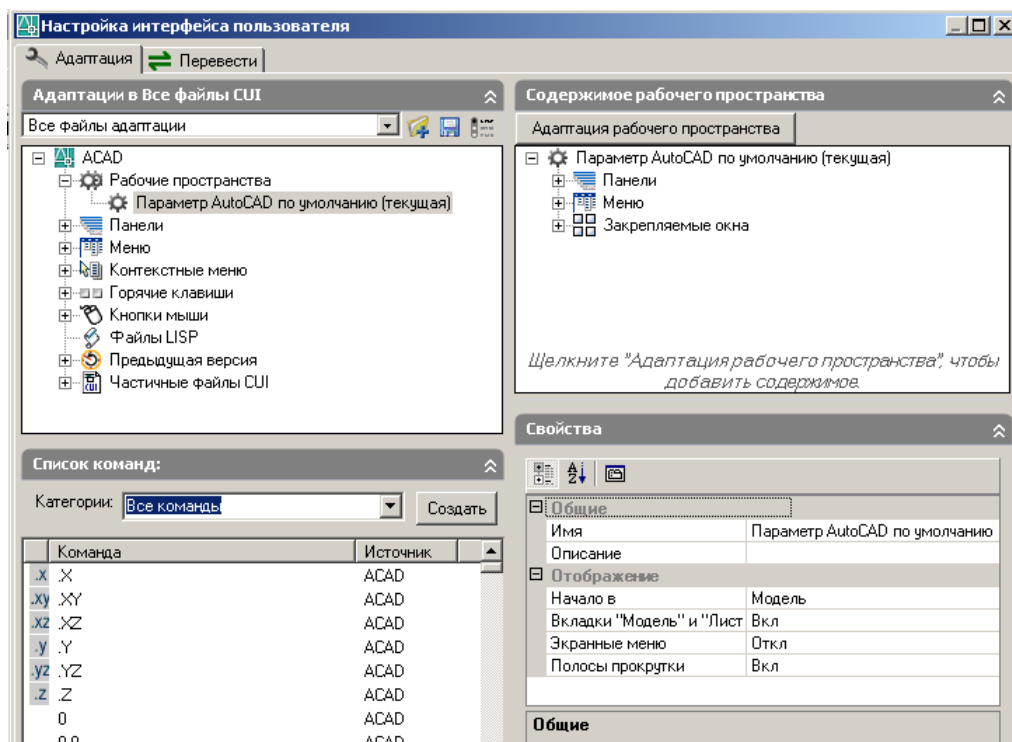 Настройка интерфейса пользователя
Адаптация
Перевести
Адаптации в Все файлы CUI
Все файлы адаптации
ACAD
Рабочие пространства
Параметр AutoCAD по умолчанию (текущая)
Панели
Меню
Контекстные меню
Горячие клавиши
Кнопки мыши
Файлы LISP
Предыдущая версия
Частичные файлы CUI
Список команд:
Категории: Все команды Создать
Команда Источник
.X .X ACAD
.xy .XY ACAD
.xz .XZ ACAD
.y .Y ACAD
.yz .YZ ACAD
.z .Z ACAD
0 ACAD
Содержимое рабочего пространства
Адаптация рабочего пространства
Параметр AutoCAD по умолчанию (текущая)
Панели
Меню
Закрепляемые окна
Щелкните "Адаптация рабочего пространства", чтобы
добавить содержимое.
Свойства
Общие
Имя Параметр AutoCAD по умолчанию
Описание
Отображение
Начало в Модель
Вкладки "Модель" и "Лист Вкл
Экранные меню Откл
Полосы прокрутки Вкл
Общие